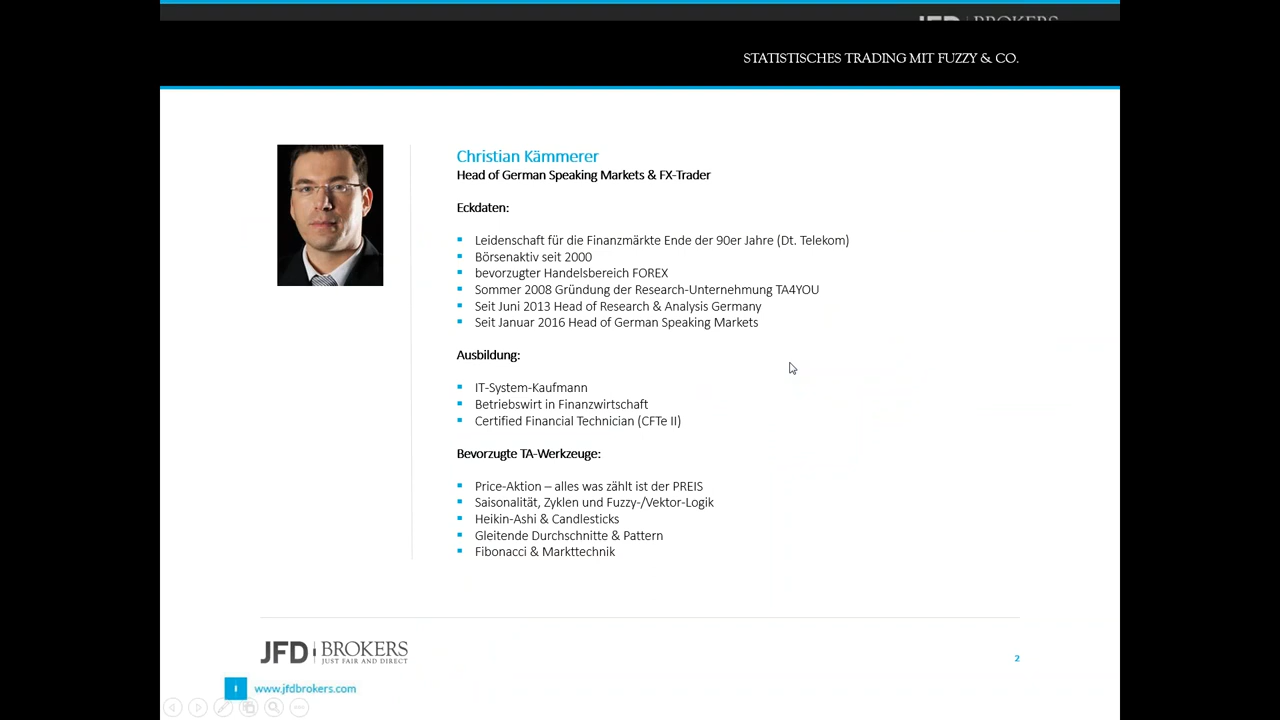 JFD BROKERS
STATISTISCHES TRADING MIT FUZZY & CO.
Christian Kämmerer
Head of German Speaking Markets & FX-Trader
Eckdaten:
Leidenschaft für die Finanzmärkte Ende der 90er Jahre (Dt. Telekom)
Börsenaktiv seit 2000
bevorzugter Handelsbereich FOREX
Sommer 2008 Gründung der Research-Unternehmung TA4YOU
Seit Juni 2013 Head of Research & Analysis Germany
Seit Januar 2016 Head of German Speaking Markets
Ausbildung:
IT-System-Kaufmann
Betriebswirt in Finanzwirtschaft
Certified Financial Technician (CFTe II)
Bevorzugte TA-Werkzeuge:
Price-Aktion – alles was zählt ist der PREIS
Saisonalität, Zyklen und Fuzzy-/Vektor-Logik
Heikin-Ashi & Candlesticks
Gleitende Durchschnitte & Pattern
Fibonacci & Markttechnik
JFD BROKERS
JUST FAIR AND DIRECT
2
I www.jfdbrokers.com